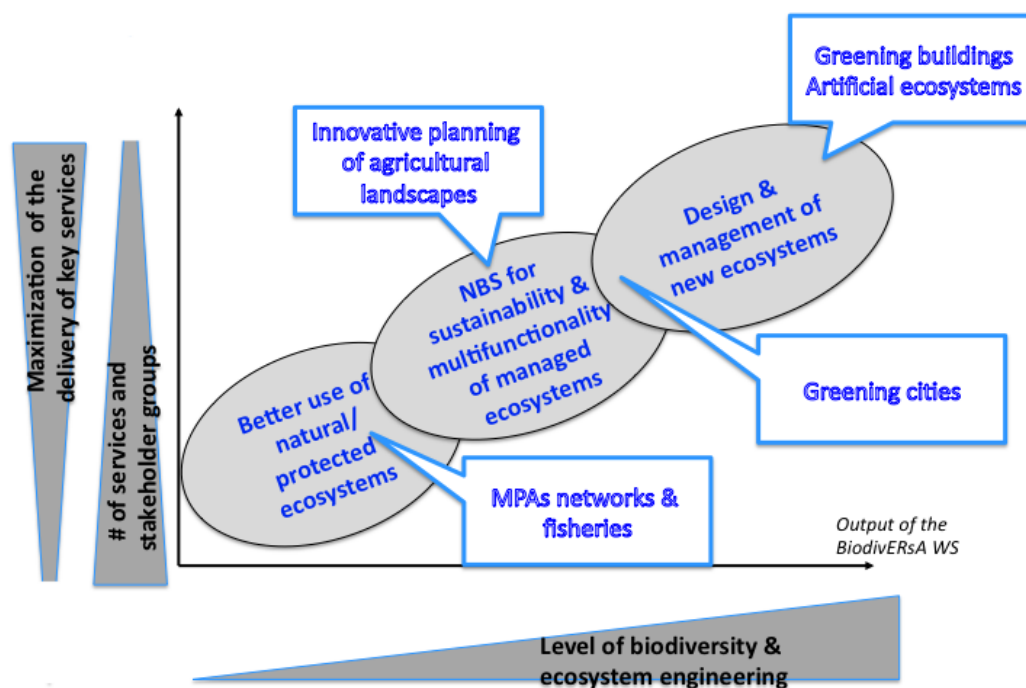 Greening buildings
Artificial ecosystems
Innovative planning
of agricultural
landscapes
Maximization of the
delivery of key services
# of services and
stakeholder groups
Design &
management of
new ecosystems
NBS for
sustainability &
multifunctionality
of managed
ecosystems
Better use of
natural/
protected
ecosystems
Greening cities
MPAs networks &
fisheries
Output of the
BiodivERsA WS
Level of biodiversity &
ecosystem engineering